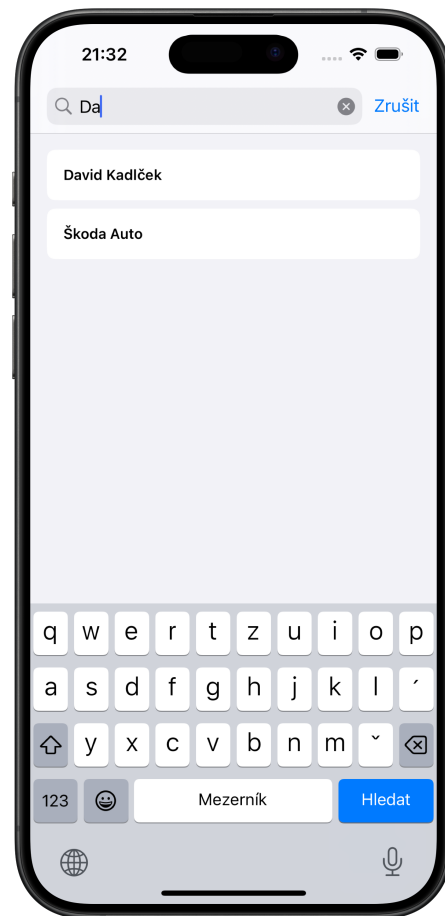 21:32
Da
Zrušit
David Kadlček
Škoda Auto
q w e r t z u i o p
a s d f g h j k l ´
y x c v b n m ˇ
123 Mezerník Hledat